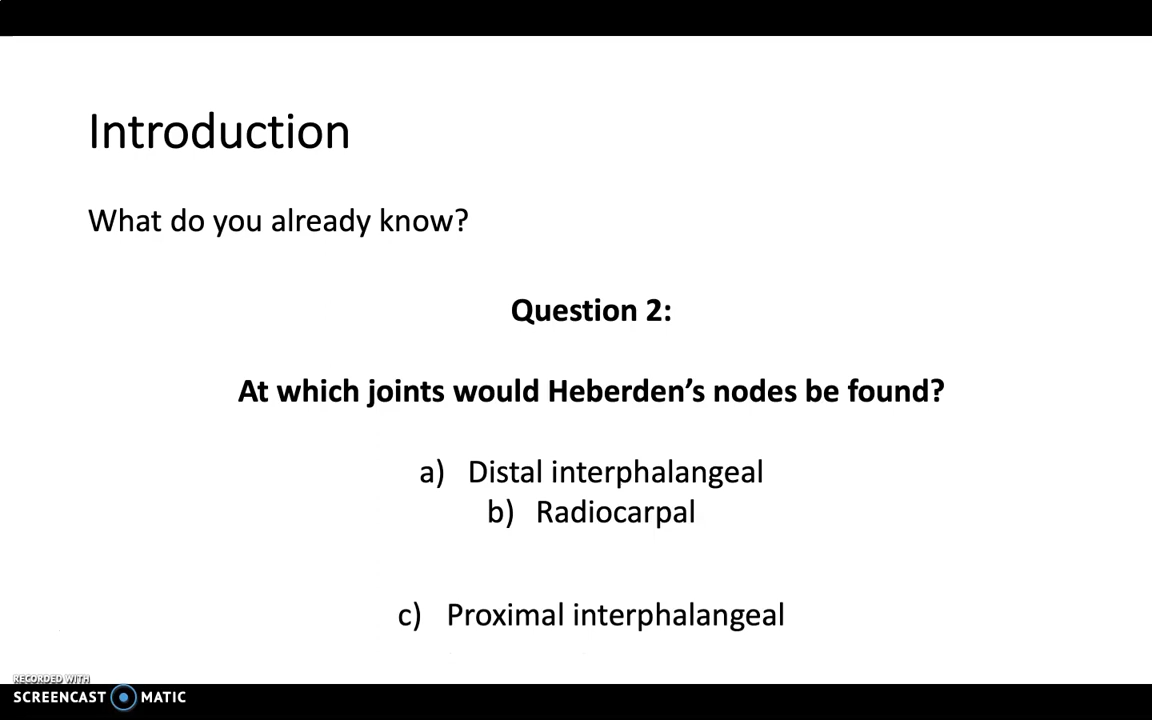 Introduction
What do you already know?
Question 2:
At which joints would Heberden’s nodes be found?
a) Distal interphalangeal
b) Radiocarpal
c) Proximal interphalangeal
RECORDED WITH
SCREENCAST MATIC